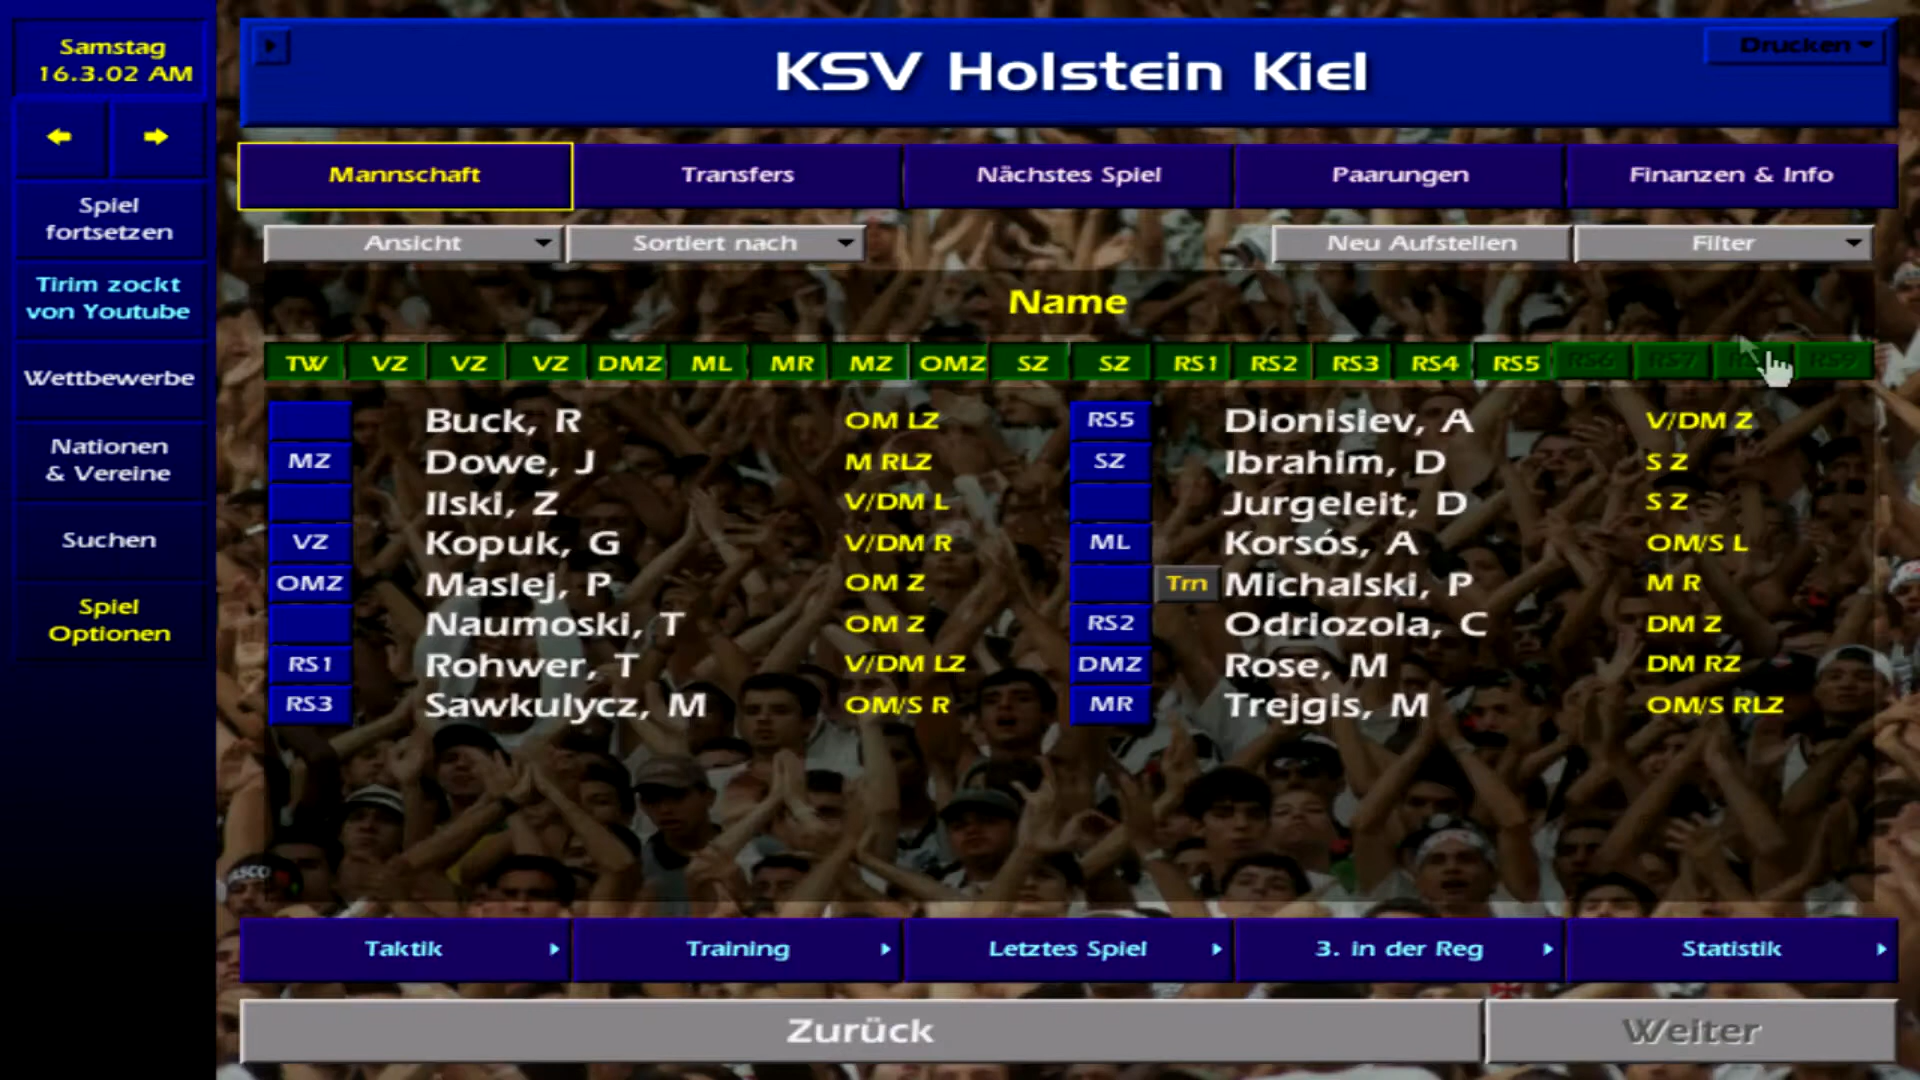 Samstag
16.3.02 AM
Spiel
fortsetzen
Tirim zockt
von Youtube
Wettbewerbe
Nationen
& Vereine
Suchen
Spiel
Optionen
KSV Holstein Kiel
Drucken
Mannschaft Transfers Nächstes Spiel Paarungen Finanzen & Info
Ansicht Sortiert nach Neu Aufstellen Filter
Name
TW VZ VZ VZ DMZ ML MR MZ OMZ SZ SZ RS1 RS2 RS3 RS4 RS5 RS6 RS7 RS9
Buck, R OM LZ RS5 Dionisiev, A V/DM Z
MZ Dowe, J M RLZ SZ Ibrahim, D S Z
Ilski, Z V/DM L Jurgeleit, D S Z
VZ Kopuk, G V/DM R ML Korsós, A OM/S L
OMZ Maslej, P OM Z Trn Michalski, P M R
Naumoski, T OM Z RS2 Odriozola, C DM Z
RS1 Rohwer, T V/DM LZ DMZ Rose, M DM RZ
RS3 Sawkulycz, M OM/S R MR Trejgis, M OM/S RLZ
Taktik Training Letztes Spiel 3. in der Reg Statistik
Zurück Weiter